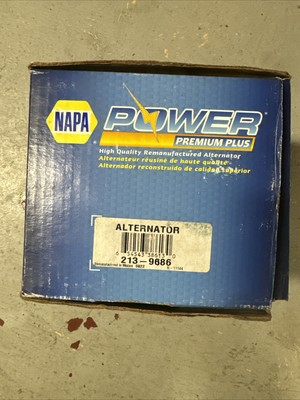 NAPA
POWER
PREMIUM PLUS
High Quality Remanufactured Alternator
Alternateur réusiné de haute qualité
Alternador reconstruido de calidad superior
ALTERNATOR
213-9686